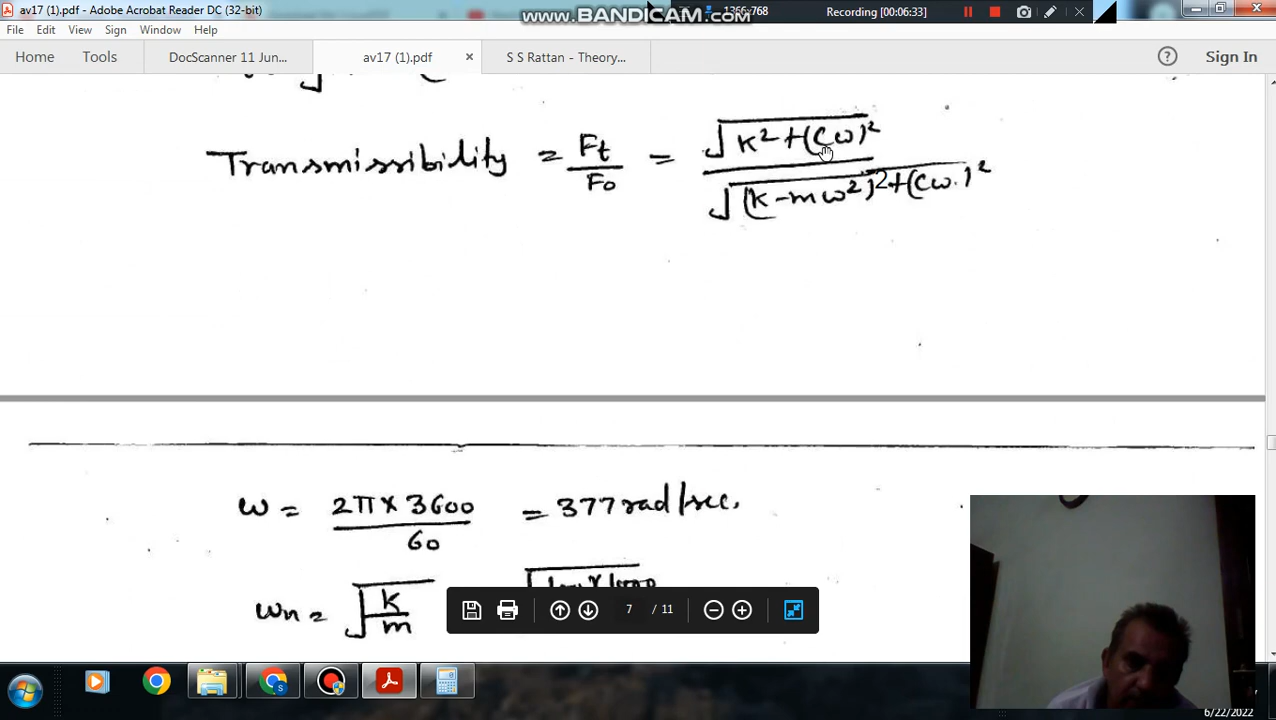 av17 (1).pdf - Adobe Acrobat Reader DC (32-bit)
www.BANDICAM.com
1366x768
Recording [00:06:33]
File Edit View Sign Window Help
Home Tools DocScanner 11 Jun... av17 (1).pdf × S S Rattan - Theory... ? Sign In
Transmissibility = Ft/Fo = √K²+(Cω)² / √(K-mω²)²+(Cω.)²
ω = 2π×3600/60 = 377 rad/sec.
ωn = √K/m
7 / 11
6/22/2022